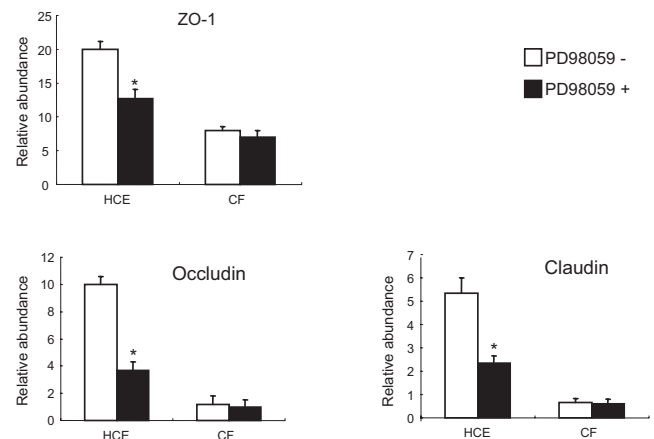 ZO-1
Relative abundance
25
20
15
10
5
0
*
HCE CF
PD98059 -
PD98059 +
Occludin
Relative abundance
12
10
8
6
4
2
0
*
HCE CF
Claudin
Relative abundance
7
6
5
4
3
2
1
0
*
HCE CF